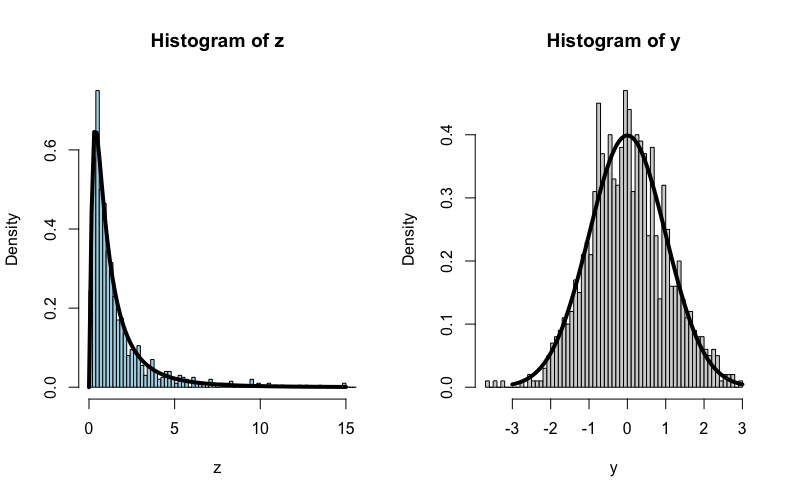 Histogram of z
Density
0.0 0.2 0.4 0.6
0 5 10 15
z
Histogram of y
Density
0.0 0.1 0.2 0.3 0.4
-3 -2 -1 0 1 2 3
y